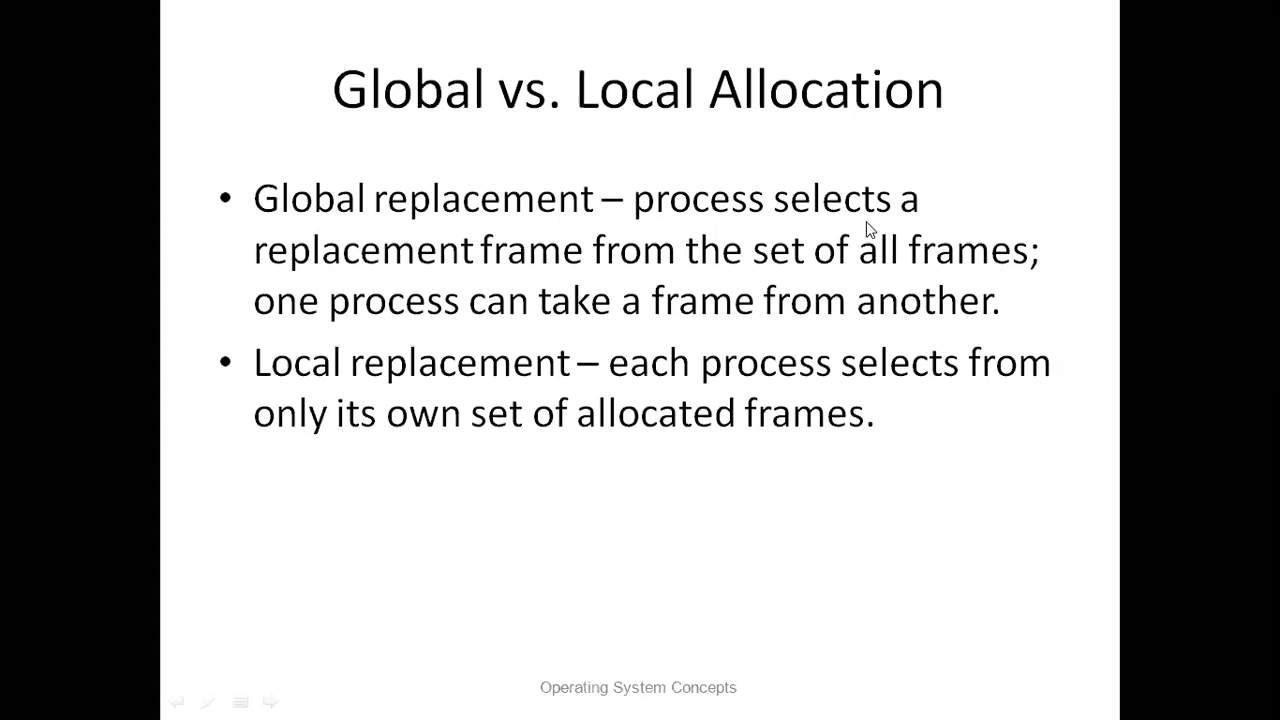 Global vs. Local Allocation
• Global replacement – process selects a
replacement frame from the set of all frames;
one process can take a frame from another.
• Local replacement – each process selects from
only its own set of allocated frames.
Operating System Concepts